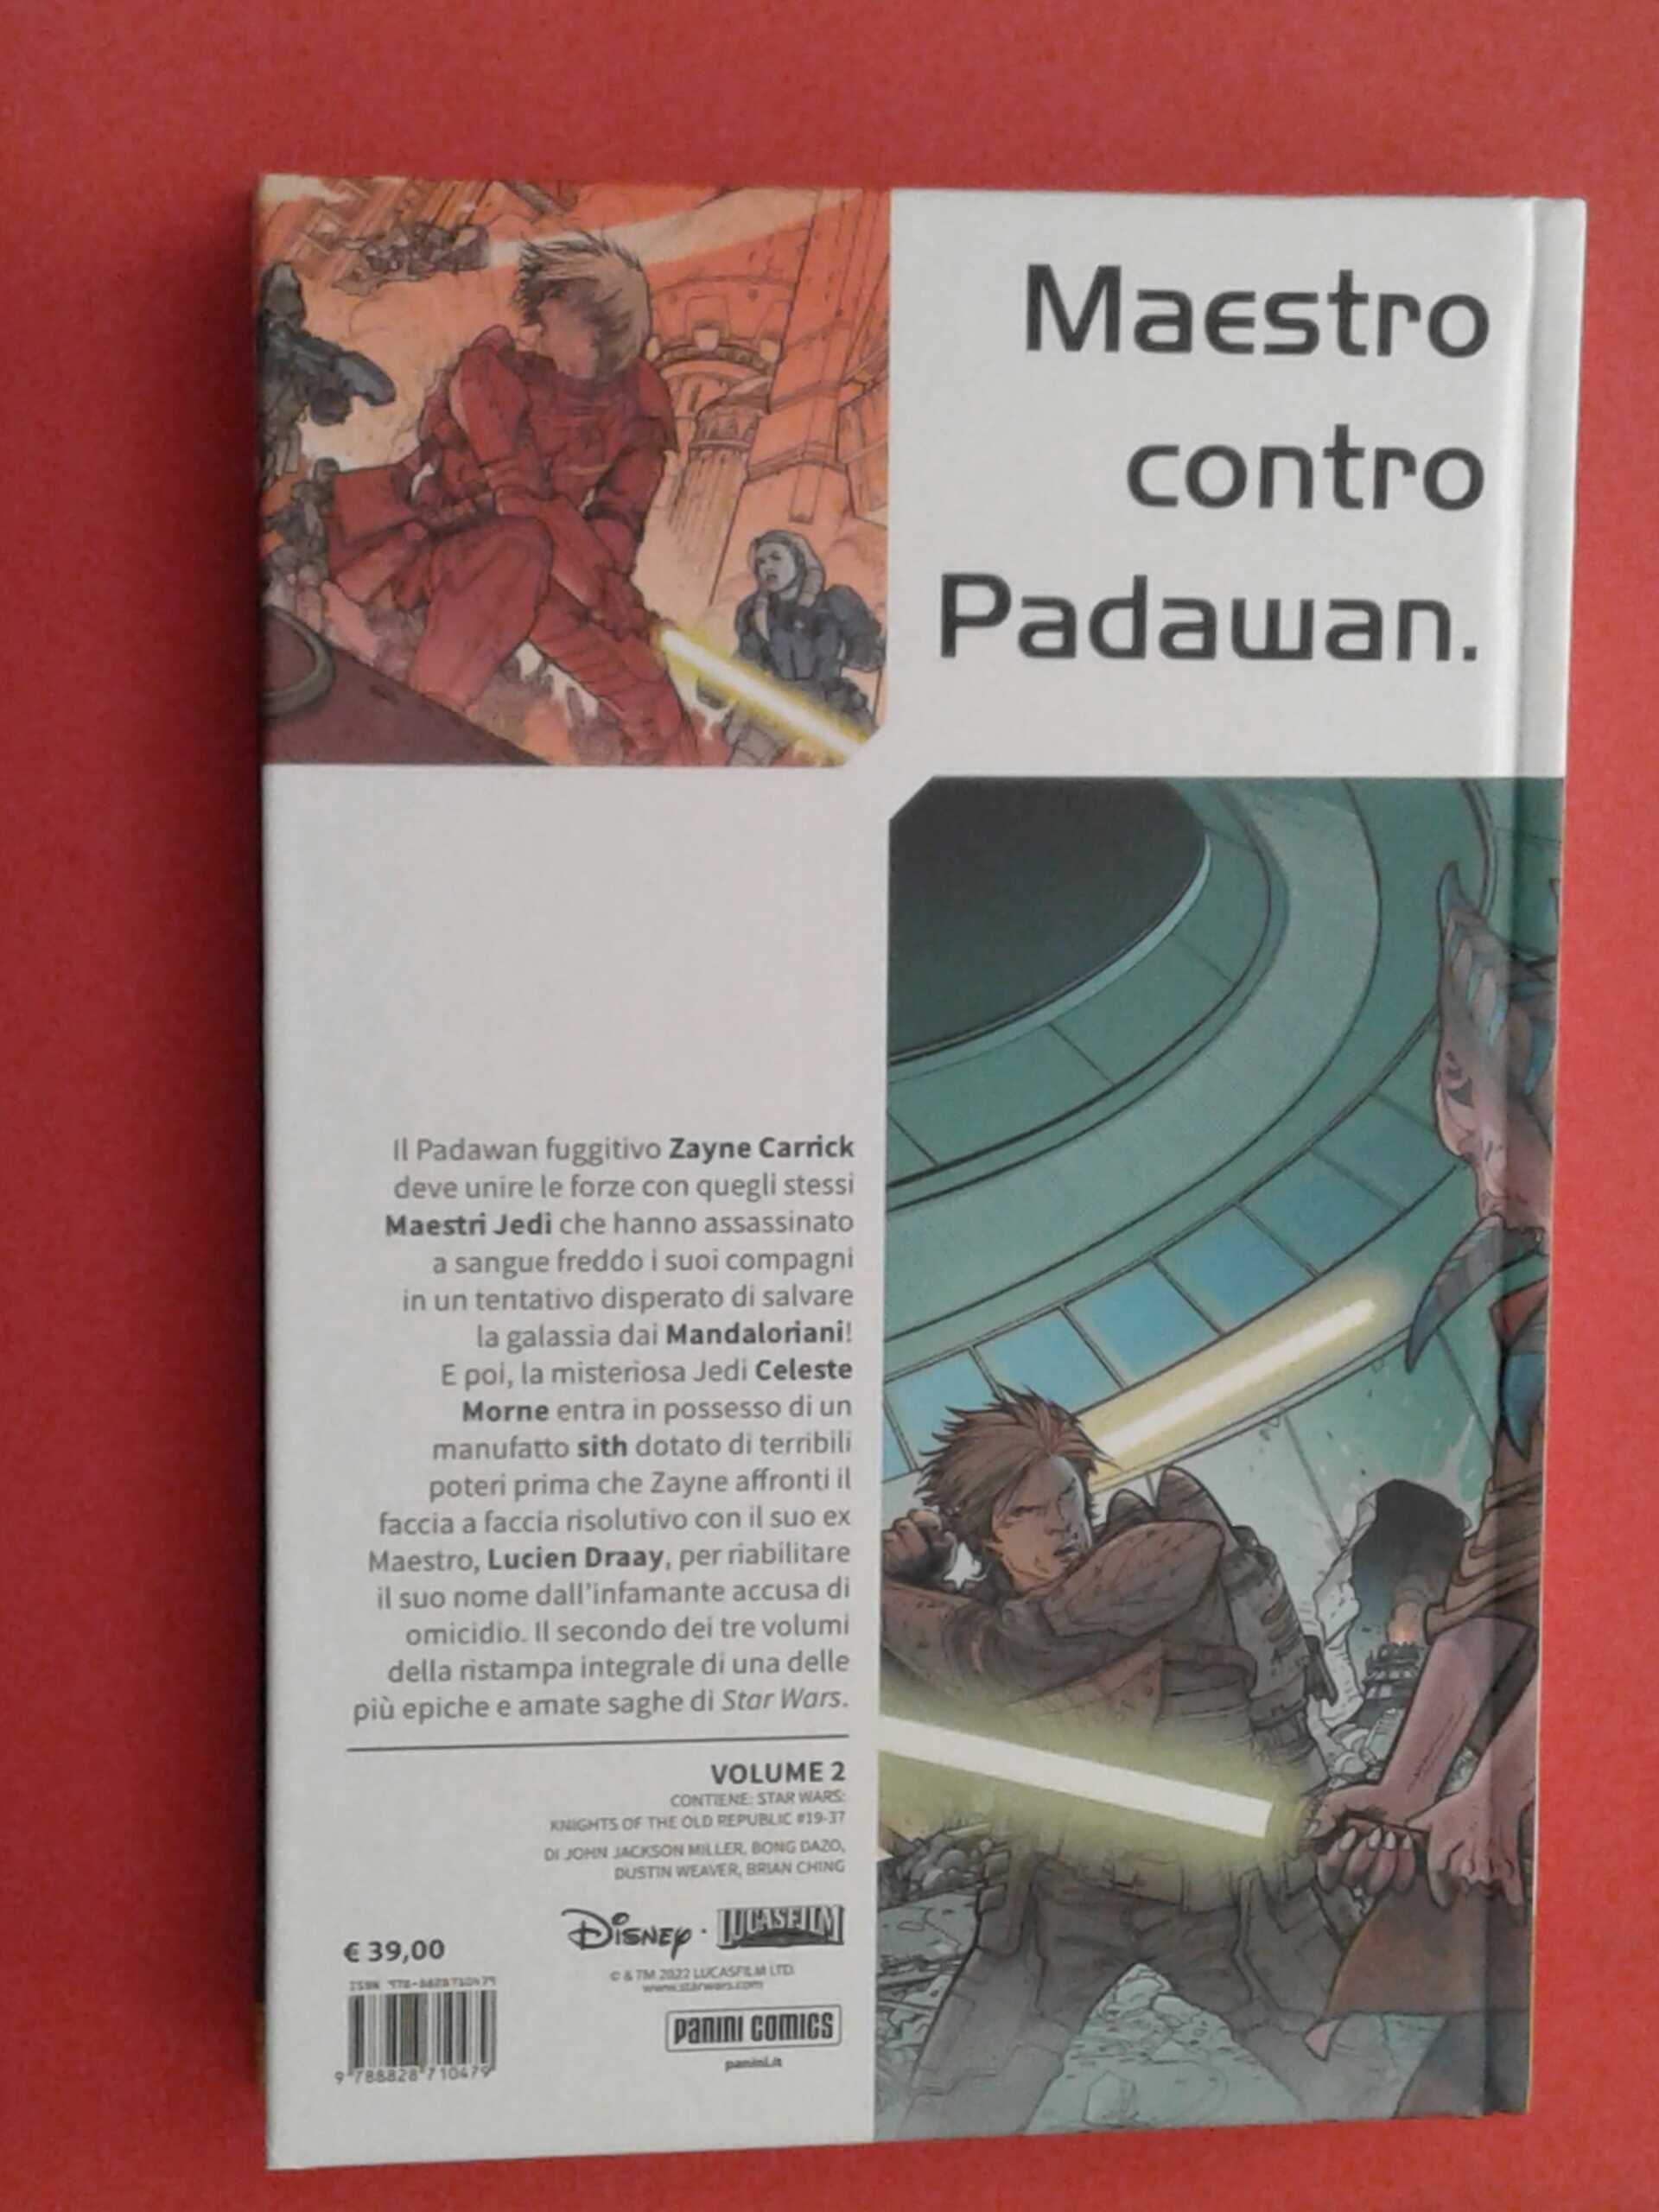 Maestro
contro
Padawan.
Il Padawan fuggitivo Zayne Carrick
deve unire le forze con quegli stessi
Maestri Jedi che hanno assassinato
a sangue freddo i suoi compagni
in un tentativo disperato di salvare
la galassia dai Mandaloriani!
E poi, la misteriosa Jedi Celeste
Morne entra in possesso di un
manufatto sith dotato di terribili
poteri prima che Zayne affronti il
faccia a faccia risolutivo con il suo ex
Maestro, Lucien Draay, per riabilitare
il suo nome dall'infamante accusa di
omicidio. Il secondo dei tre volumi
della ristampa integrale di una delle
più epiche e amate saghe di Star Wars.
VOLUME 2
CONTIENE: STAR WARS:
KNIGHTS OF THE OLD REPUBLIC #19-37
DI JOHN JACKSON MILLER, BONG DAZO,
DUSTIN WEAVER, BRIAN CHING
Disney · LUCASFILM
€ 39,00
© & TM 2022 LUCASFILM LTD.
www.starwars.com
ISBN 978-8828710479
PANINI COMICS
panini.it
9 788828 710479